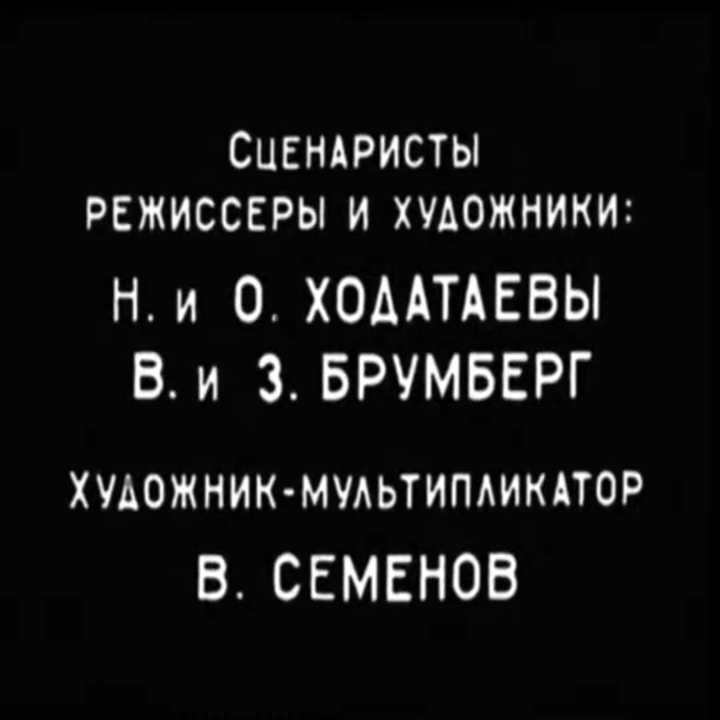 Сценаристы
режиссеры и художники:
Н. и О. ХОДАТАЕВЫ
В. и З. БРУМБЕРГ
художник-мультипликатор
В. СЕМЕНОВ